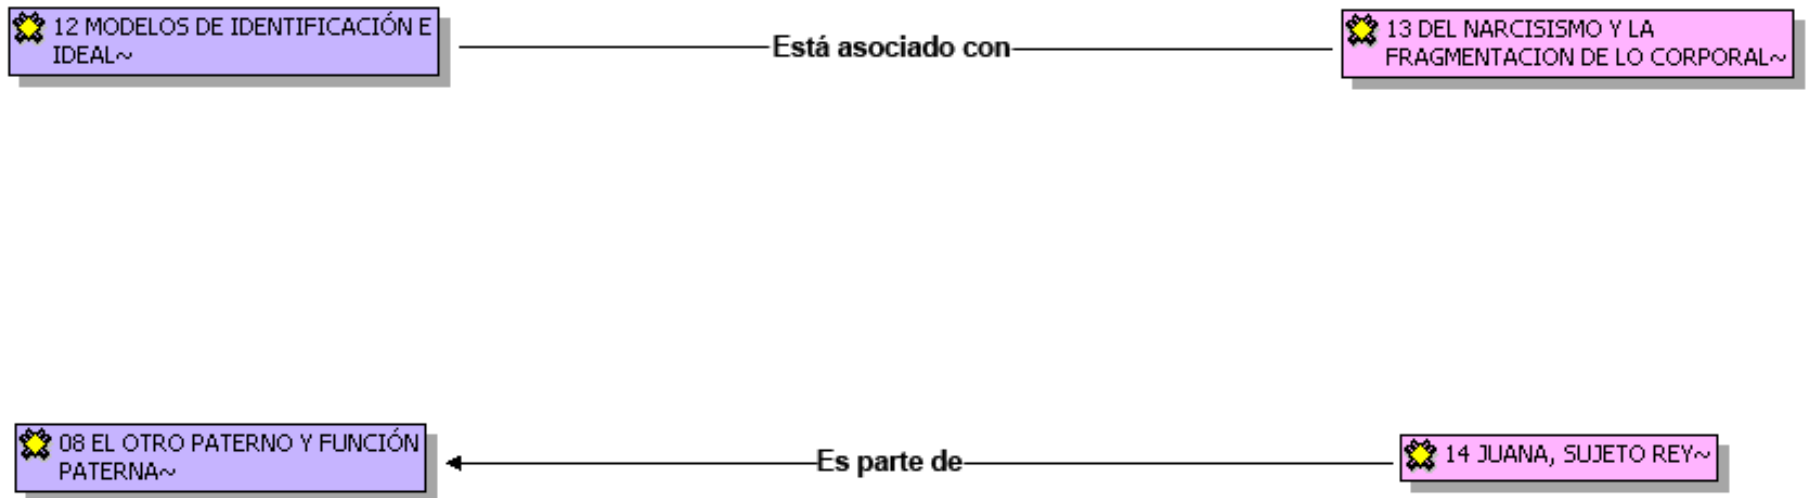 12 MODELOS DE IDENTIFICACIÓN E
IDEAL~
Está asociado con
13 DEL NARCISISMO Y LA
FRAGMENTACION DE LO CORPORAL~
08 EL OTRO PATERNO Y FUNCIÓN
PATERNA~
Es parte de
14 JUANA, SUJETO REY~